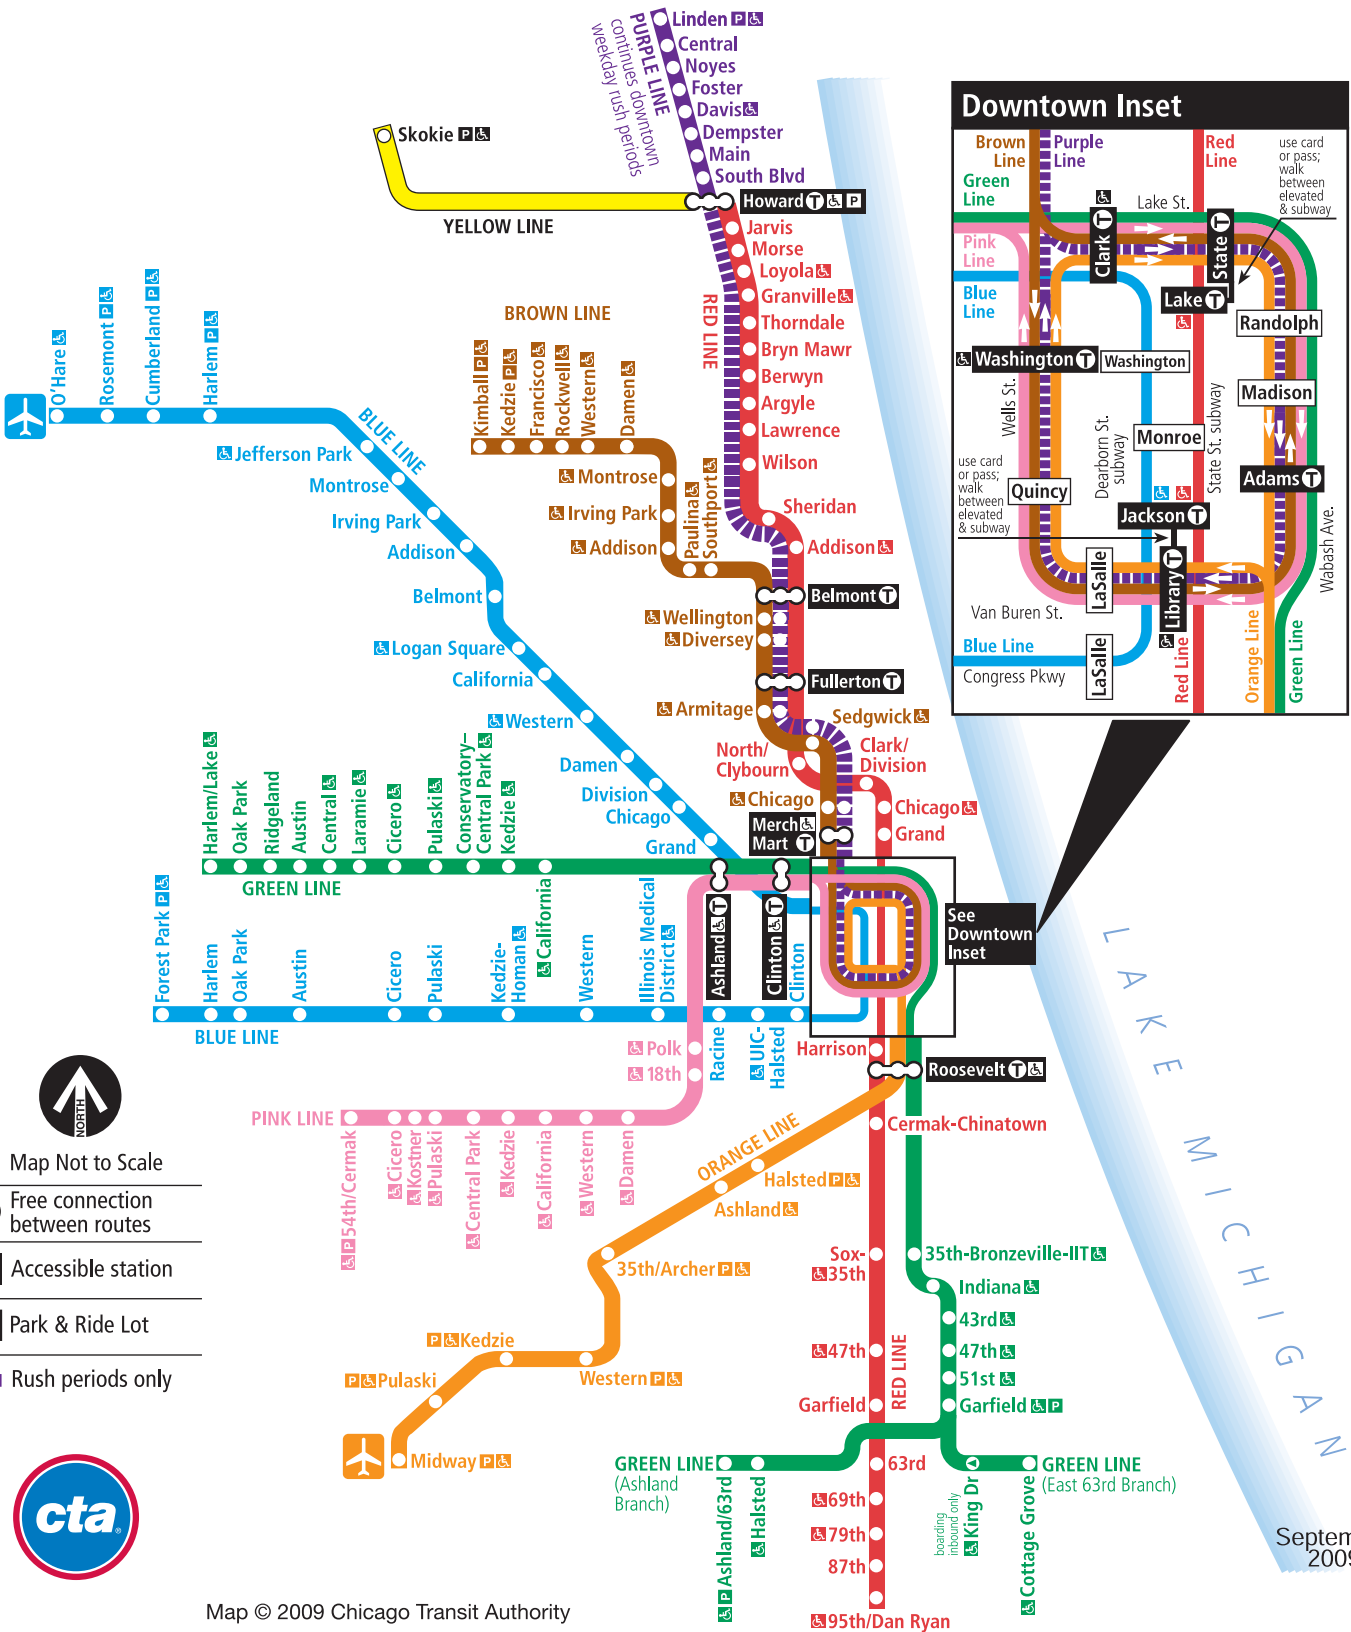 Linden P
Central
Noyes
Foster
Davis
Dempster
Main
South Blvd
PURPLE LINE
continues downtown
weekday rush periods
Skokie P
YELLOW LINE
Howard T P
Jarvis
Morse
Loyola
Granville
Thorndale
Bryn Mawr
Berwyn
Argyle
Lawrence
Wilson
Sheridan
Addison
RED LINE
Belmont T
Fullerton T
BROWN LINE
Kimball P
Kedzie P
Francisco
Rockwell
Western
Damen
Montrose
Irving Park
Addison
Paulina
Southport
Wellington
Diversey
Armitage
Sedgwick
North/
Clybourn
Clark/
Division
Chicago
Chicago
Grand
Merch
Mart T
O'Hare
Rosemont P
Cumberland P
Harlem P
BLUE LINE
Jefferson Park
Montrose
Irving Park
Addison
Belmont
Logan Square
California
Western
Damen
Division
Chicago
Grand
Harlem/Lake
Oak Park
Ridgeland
Austin
Central
Laramie
Cicero
Pulaski
Conservatory–
Central Park
Kedzie
California
GREEN LINE
Ashland T
Clinton T
Forest Park P
Harlem
Oak Park
Austin
Cicero
Pulaski
Kedzie-
Homan
Western
Illinois Medical
District
Racine
UIC-
Halsted
Clinton
BLUE LINE
See
Downtown
Inset
Polk
18th
PINK LINE
P 54th/Cermak
Cicero
Kostner
Pulaski
Central Park
Kedzie
California
Western
Damen
Harrison
Roosevelt T
Cermak-Chinatown
ORANGE LINE
Halsted P
Ashland
35th/Archer P
P Kedzie
Western P
P Pulaski
Midway P
Sox-
35th
47th
Garfield
RED LINE
63rd
69th
79th
87th
95th/Dan Ryan
35th-Bronzeville-IIT
Indiana
43rd
47th
51st
Garfield P
GREEN LINE
(Ashland
Branch)
P Ashland/63rd
Halsted
boarding
inbound only
King Dr
Cottage Grove
GREEN LINE
(East 63rd Branch)
Downtown Inset
Brown
Line
Purple
Line
Red
Line
use card
or pass;
walk
between
elevated
& subway
Green
Line
Lake St.
Clark T
State T
Pink
Line
Blue
Line
Lake T
Randolph
Washington T
Washington
Madison
Wells St.
Dearborn St.
subway
Monroe
State St. subway
use card
or pass;
walk
between
elevated
& subway
Quincy
Adams T
Jackson T
Wabash Ave.
LaSalle
Library T
Van Buren St.
Blue Line
Congress Pkwy
LaSalle
Red Line
Orange Line
Green Line
LAKE MICHIGAN
NORTH
Map Not to Scale
Free connection
between routes
Accessible station
Park & Ride Lot
Rush periods only
cta
Septem
2009
Map © 2009 Chicago Transit Authority